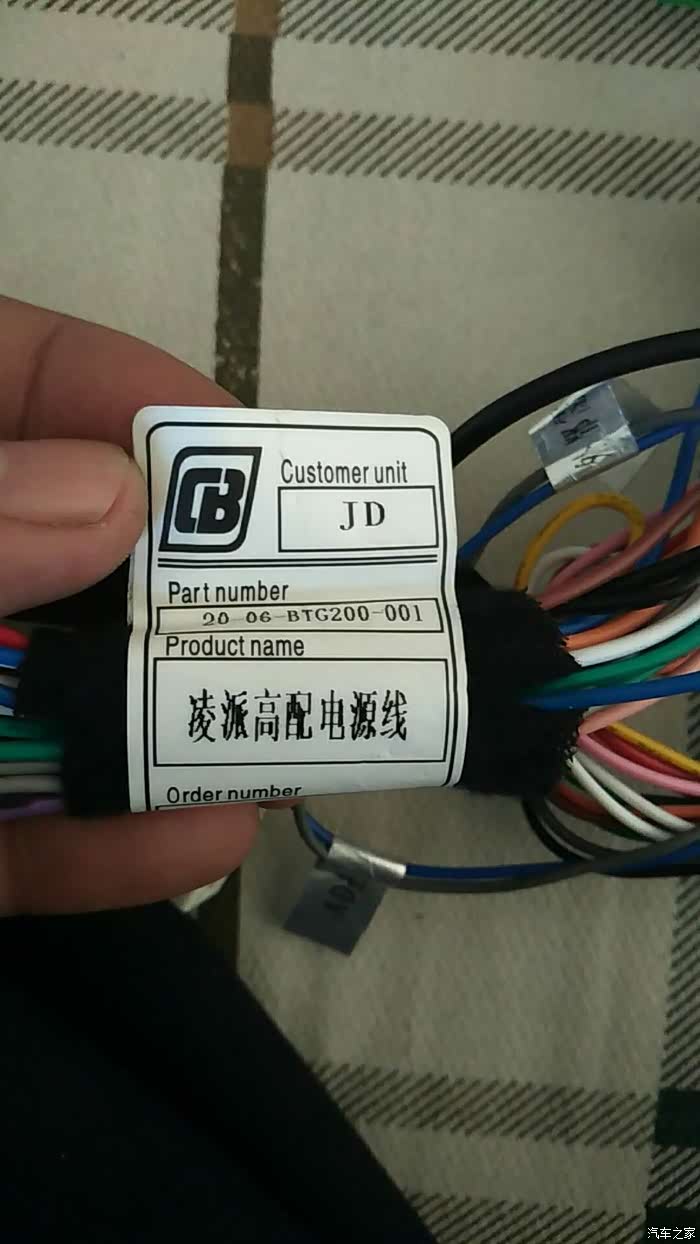 CB
Customer unit
JD
Part number
20-06-BTG200-001
Product name
凌派高配电源线
Order number
汽车之家